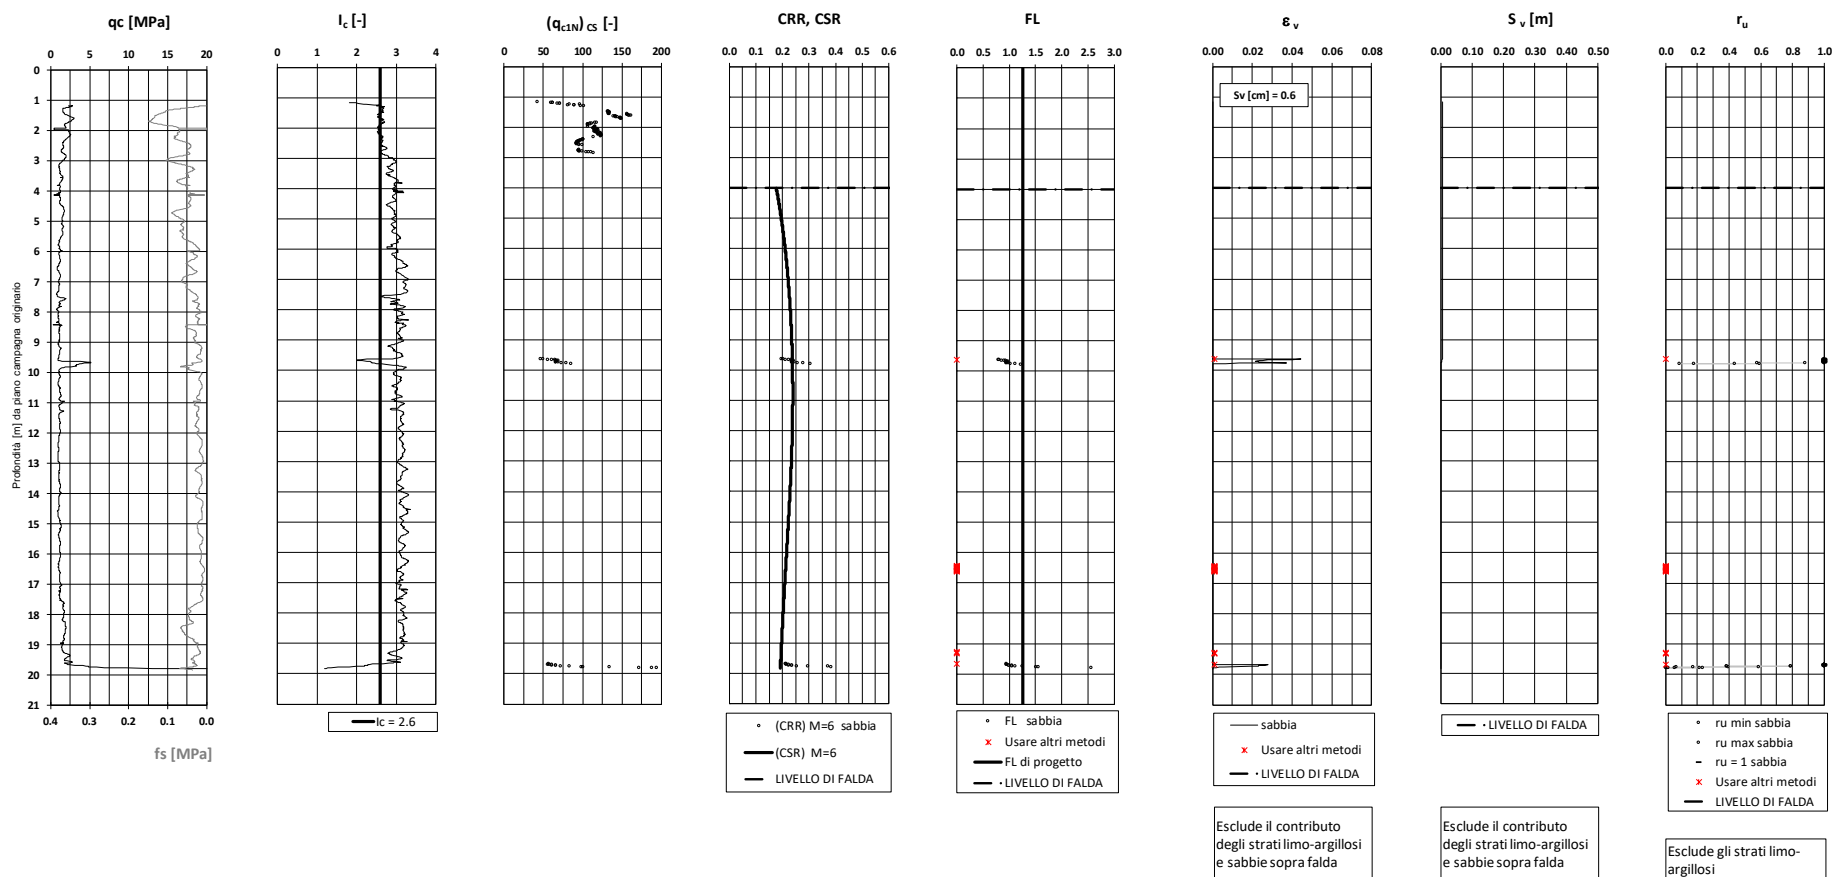 qc [MPa]
0 5 10 15 20
Profondità [m] da piano campagna originario
0
1
2
3
4
5
6
7
8
9
10
11
12
13
14
15
16
17
18
19
20
21
0.4 0.3 0.2 0.1 0.0
fs [MPa]
Ic [-]
0 1 2 3 4
Ic = 2.6
(qc1N) CS [-]
0 50 100 150 200
CRR, CSR
0.0 0.1 0.2 0.3 0.4 0.5 0.6
(CRR) M=6 sabbia
(CSR) M=6
LIVELLO DI FALDA
FL
0.0 0.5 1.0 1.5 2.0 2.5 3.0
FL sabbia
Usare altri metodi
FL di progetto
LIVELLO DI FALDA
εv
0.00 0.02 0.04 0.06 0.08
Sv [cm] = 0.6
sabbia
Usare altri metodi
LIVELLO DI FALDA
Esclude il contributo
degli strati limo-argillosi
e sabbie sopra falda
S v [m]
0.00 0.10 0.20 0.30 0.40 0.50
LIVELLO DI FALDA
Esclude il contributo
degli strati limo-argillosi
e sabbie sopra falda
ru
0.0 0.2 0.4 0.6 0.8 1.0
ru min sabbia
ru max sabbia
ru = 1 sabbia
Usare altri metodi
LIVELLO DI FALDA
Esclude gli strati limo-
argillosi